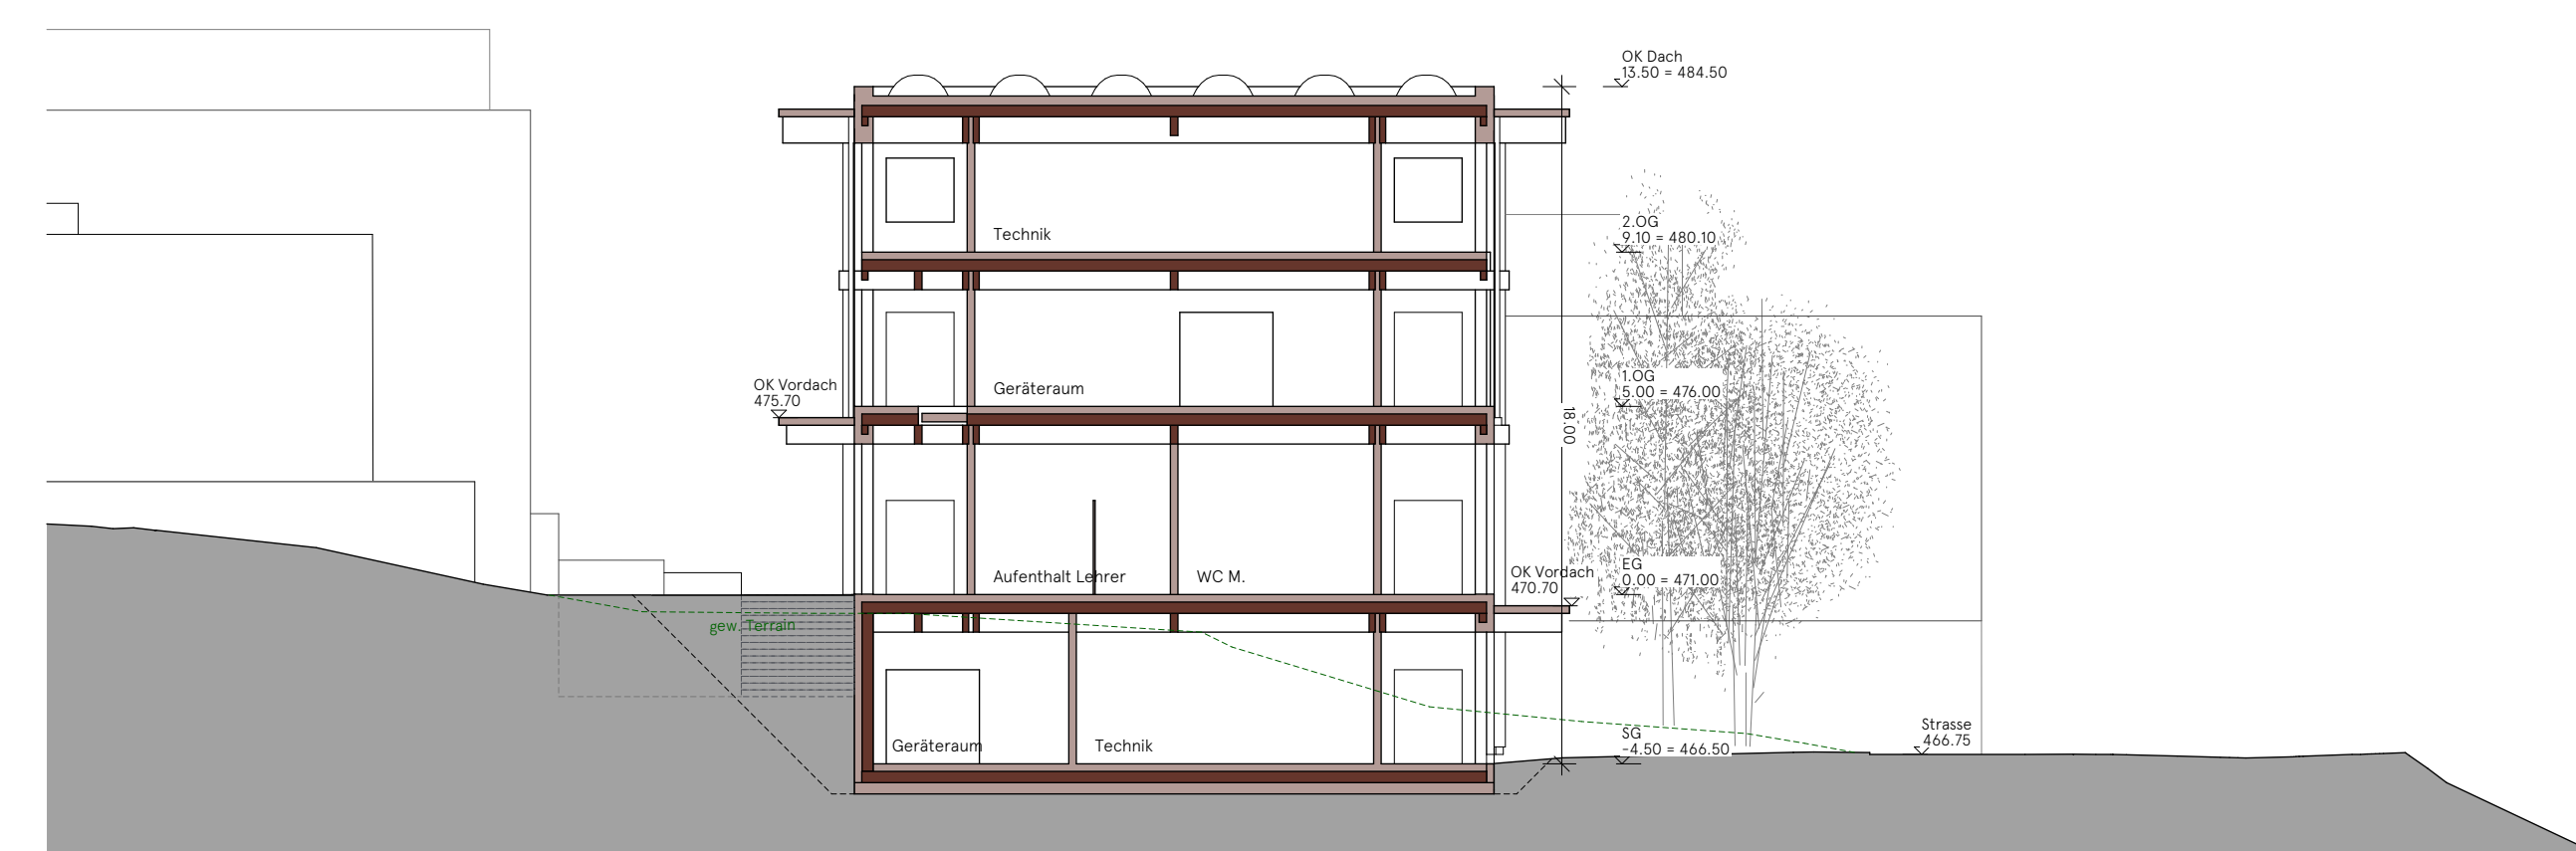 OK Dach
13.50 = 484.50
2.OG
9.10 = 480.10
Technik
1.OG
5.00 = 476.00
OK Vordach
475.70
Geräteraum
18.00
EG
0.00 = 471.00
OK Vordach
470.70
Aufenthalt Lehrer
WC M.
gew. Terrain
Strasse
466.75
SG
-4.50 = 466.50
Geräteraum
Technik